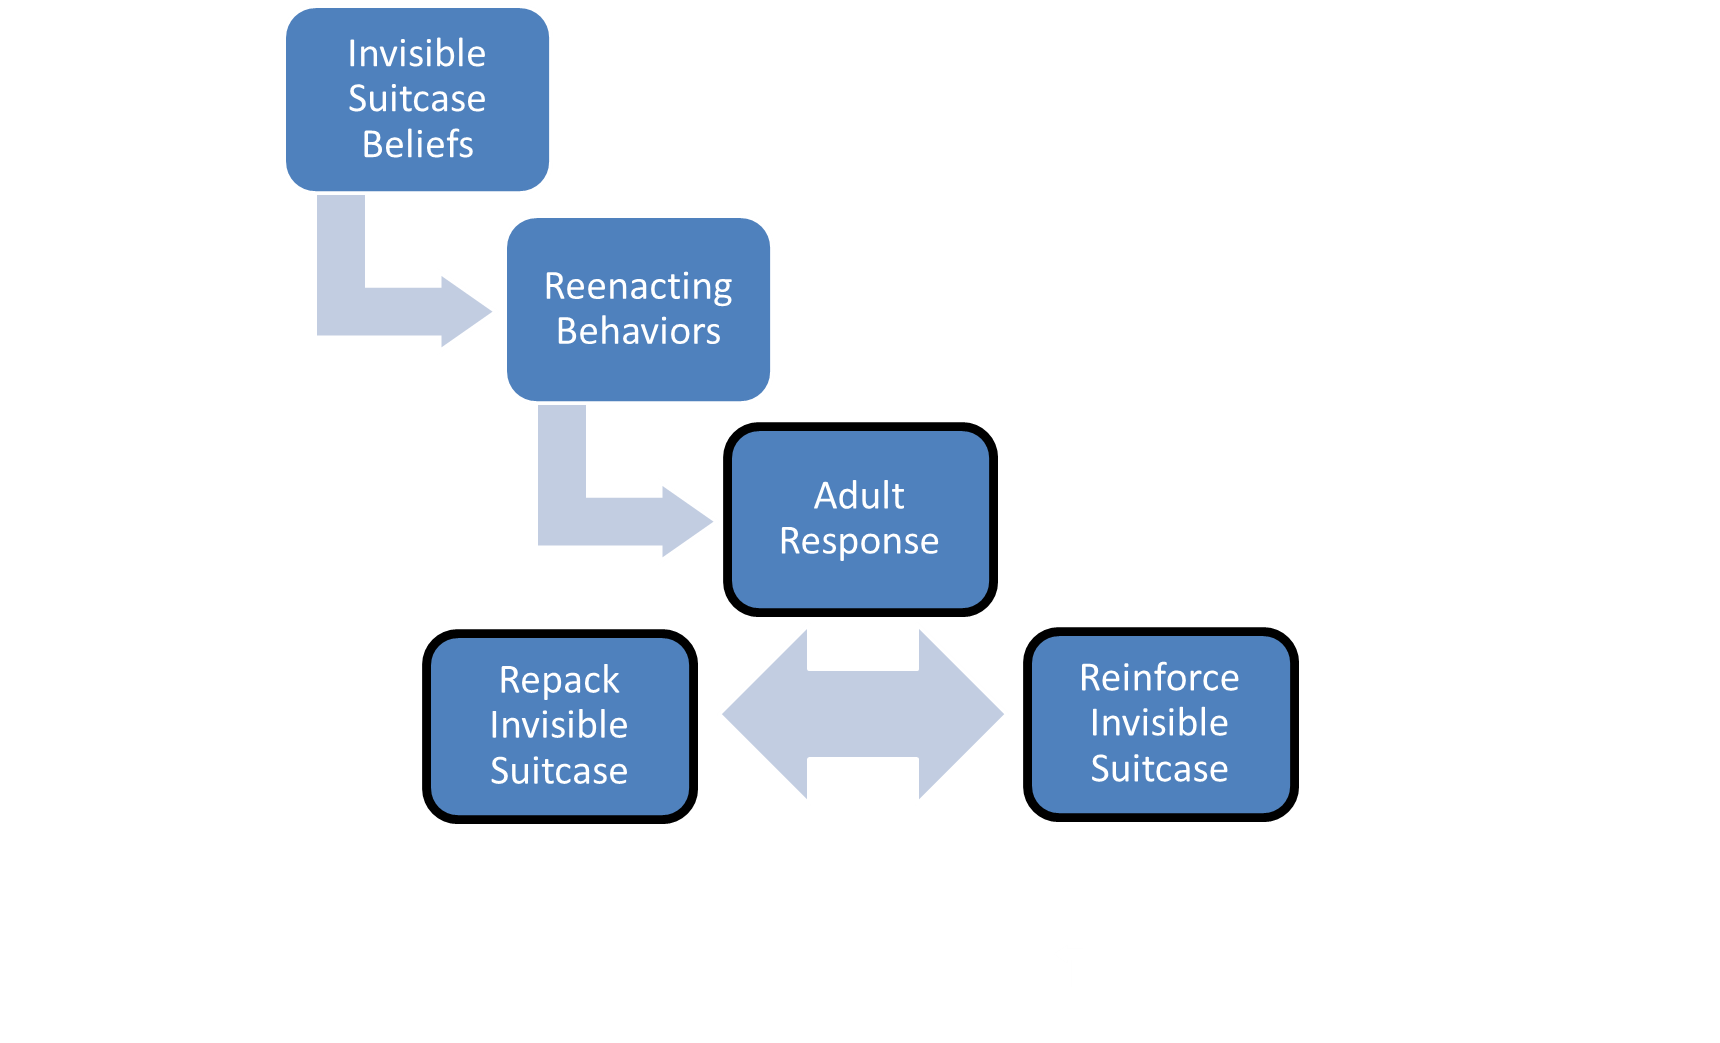 Invisible
Suitcase
Beliefs
Reenacting
Behaviors
Adult
Response
Repack
Invisible
Suitcase
Reinforce
Invisible
Suitcase